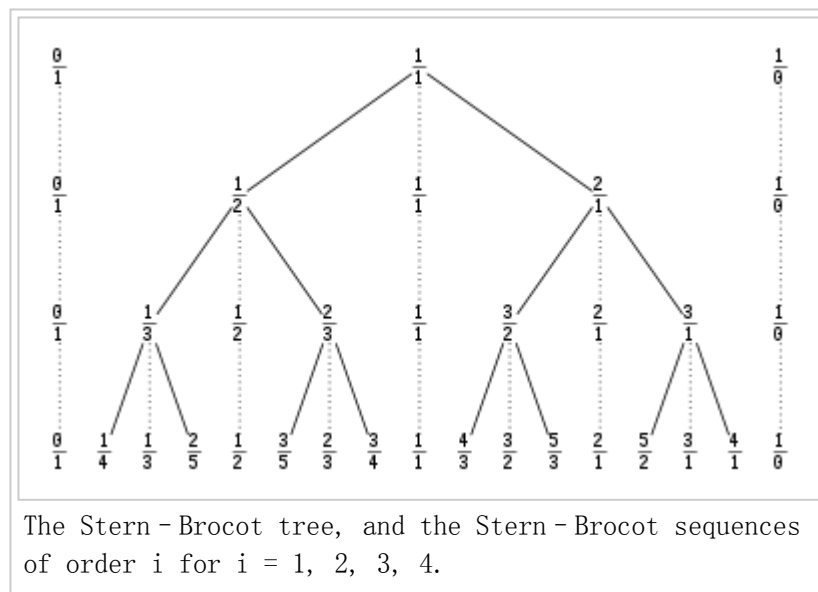 0/1 1/1 1/0
0/1 1/2 1/1 2/1 1/0
0/1 1/3 1/2 2/3 1/1 3/2 2/1 3/1 1/0
0/1 1/4 1/3 2/5 1/2 3/5 2/3 3/4 1/1 4/3 3/2 5/3 2/1 5/2 3/1 4/1 1/0
The Stern–Brocot tree, and the Stern–Brocot sequences
of order i for i = 1, 2, 3, 4.